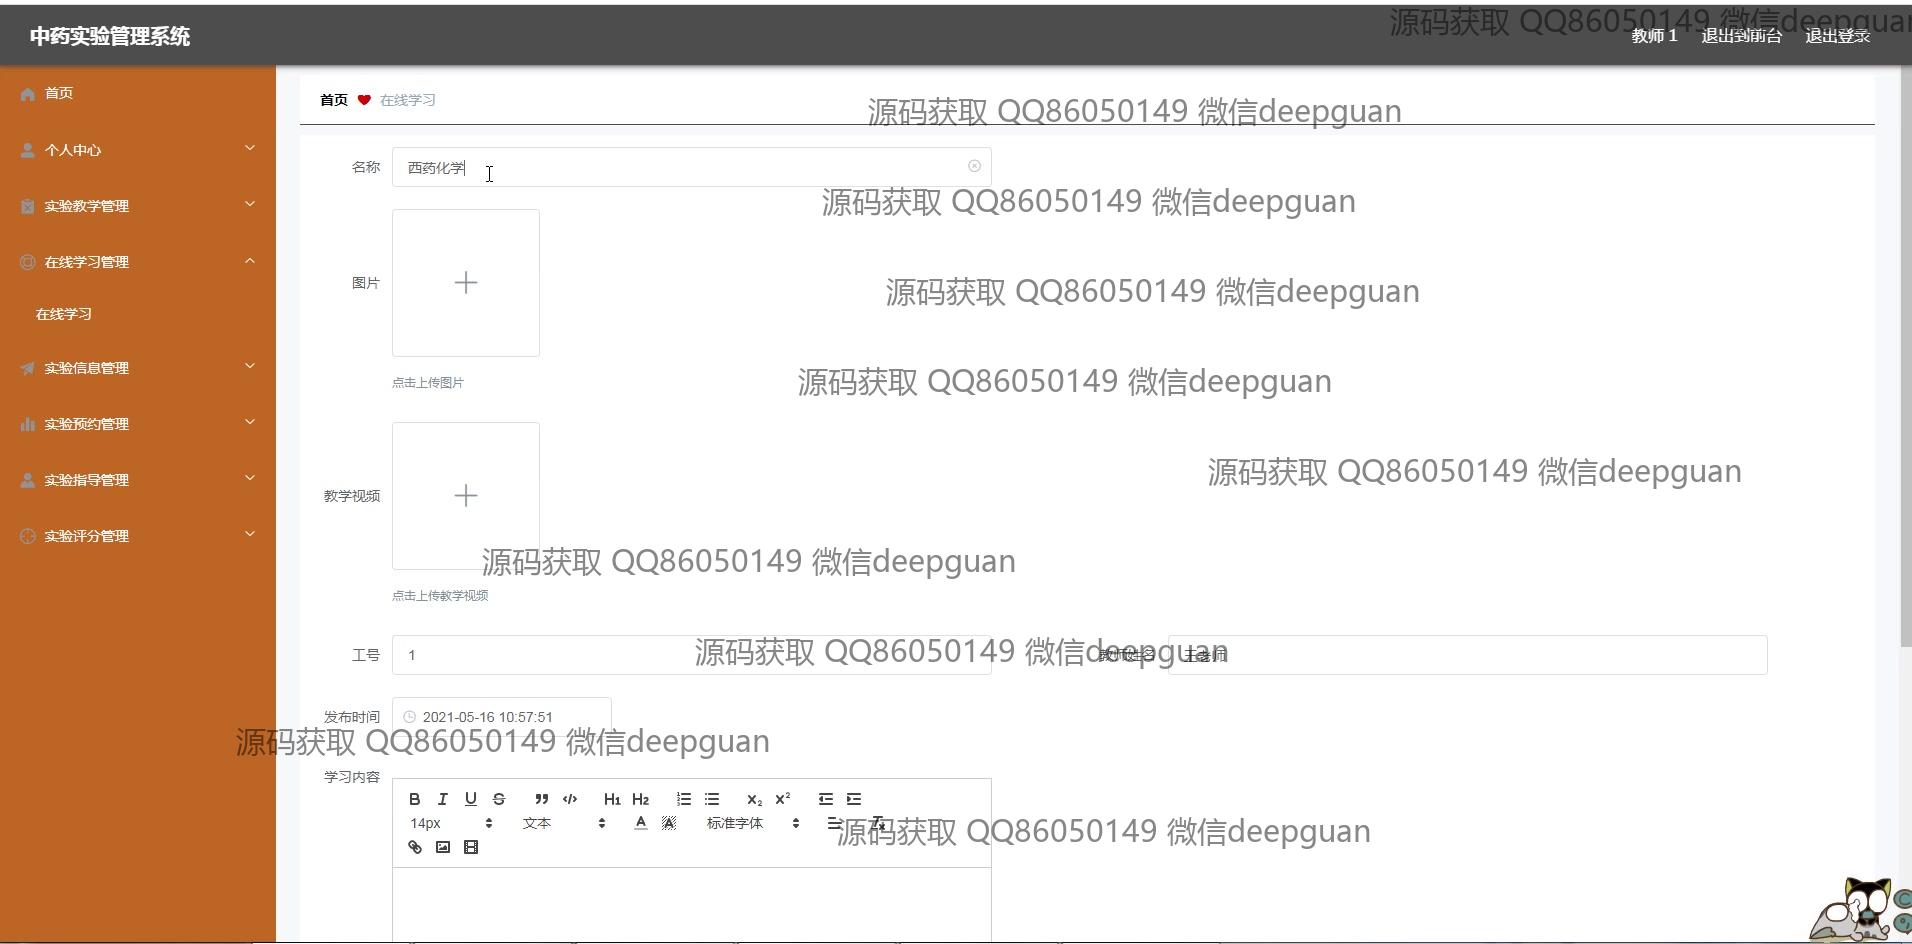 中药实验管理系统
源码获取 QQ86050149 微信deepguan
教师 1 退出到前台 退出登录
首页
个人中心
实验教学管理
在线学习管理
在线学习
实验信息管理
实验预约管理
实验指导管理
实验评分管理
首页 在线学习
源码获取 QQ86050149 微信deepguan
名称 西药化学
源码获取 QQ86050149 微信deepguan
图片
源码获取 QQ86050149 微信deepguan
点击上传图片
源码获取 QQ86050149 微信deepguan
源码获取 QQ86050149 微信deepguan
教学视频
源码获取 QQ86050149 微信deepguan
点击上传教学视频
工号 1
源码获取 QQ86050149 微信deepguan
教师姓名 王老师
发布时间 2021-05-16 10:57:51
源码获取 QQ86050149 微信deepguan
学习内容
B I U S H1 H2 x2 x2
14px 文本 A A 标准字体
源码获取 QQ86050149 微信deepguan